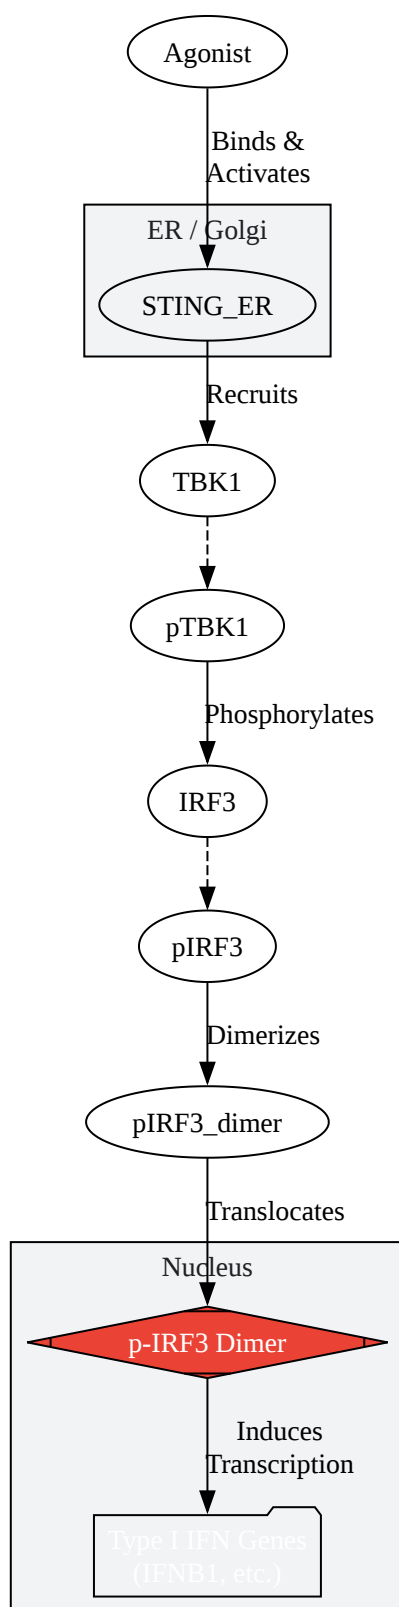 Agonist
Binds &
Activates
ER / Golgi
STING_ER
Recruits
TBK1
pTBK1
Phosphorylates
IRF3
pIRF3
Dimerizes
pIRF3_dimer
Translocates
Nucleus
p-IRF3 Dimer
Induces
Transcription
Type I IFN Genes
(IFNB1, etc.)